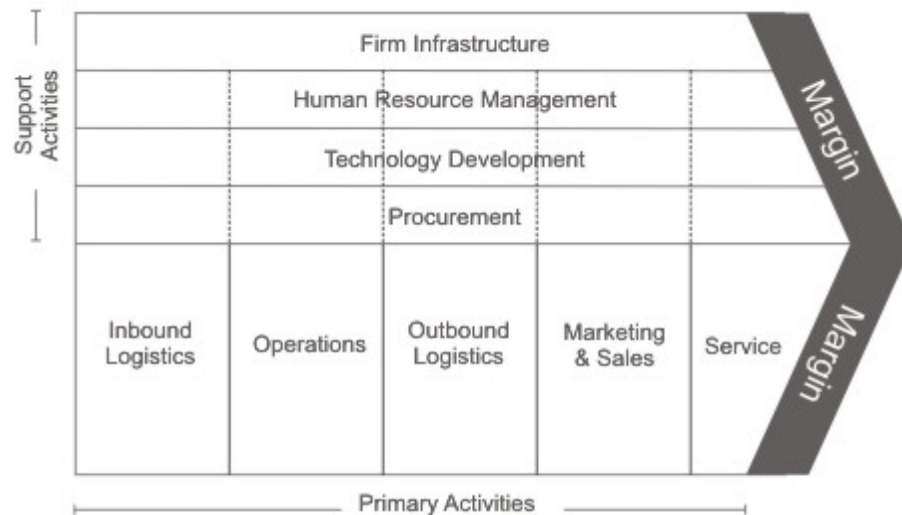 Support
Activities
Firm Infrastructure
Human Resource Management
Technology Development
Procurement
Inbound
Logistics
Operations
Outbound
Logistics
Marketing
& Sales
Service
Margin
Margin
Primary Activities